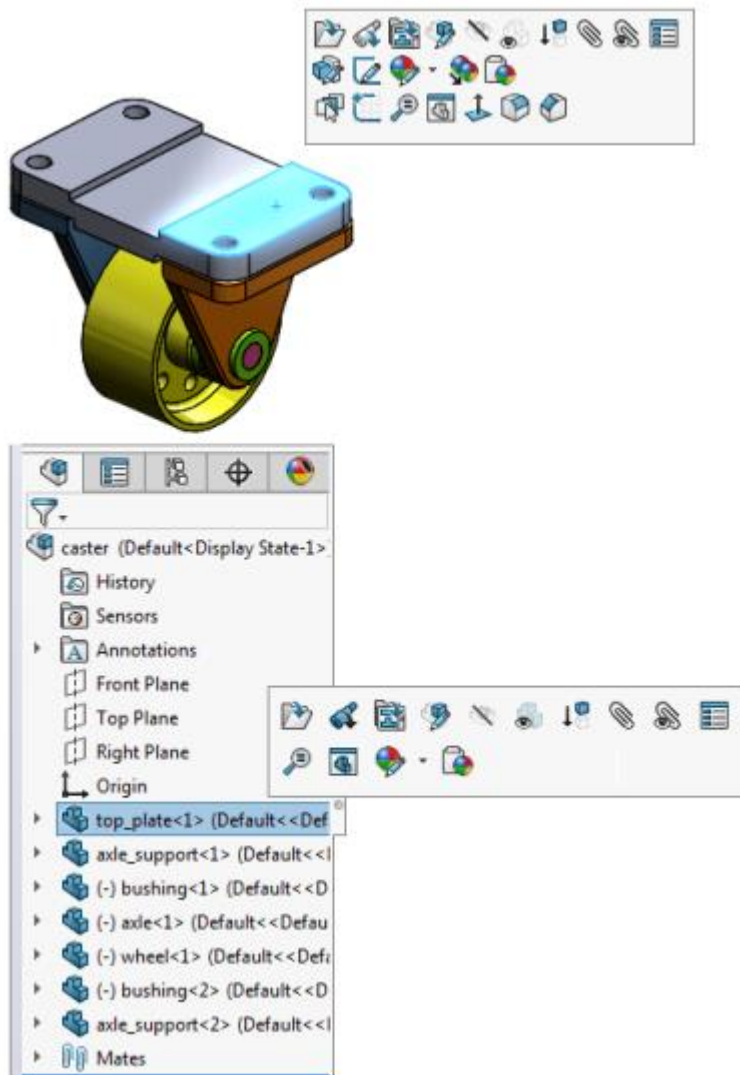 caster (Default<Display State-1>
History
Sensors
Annotations
Front Plane
Top Plane
Right Plane
Origin
top_plate<1> (Default<<Def
axle_support<1> (Default<<
(-) bushing<1> (Default<<D
(-) axle<1> (Default<<Defau
(-) wheel<1> (Default<<Defa
(-) bushing<2> (Default<<D
axle_support<2> (Default<<
Mates